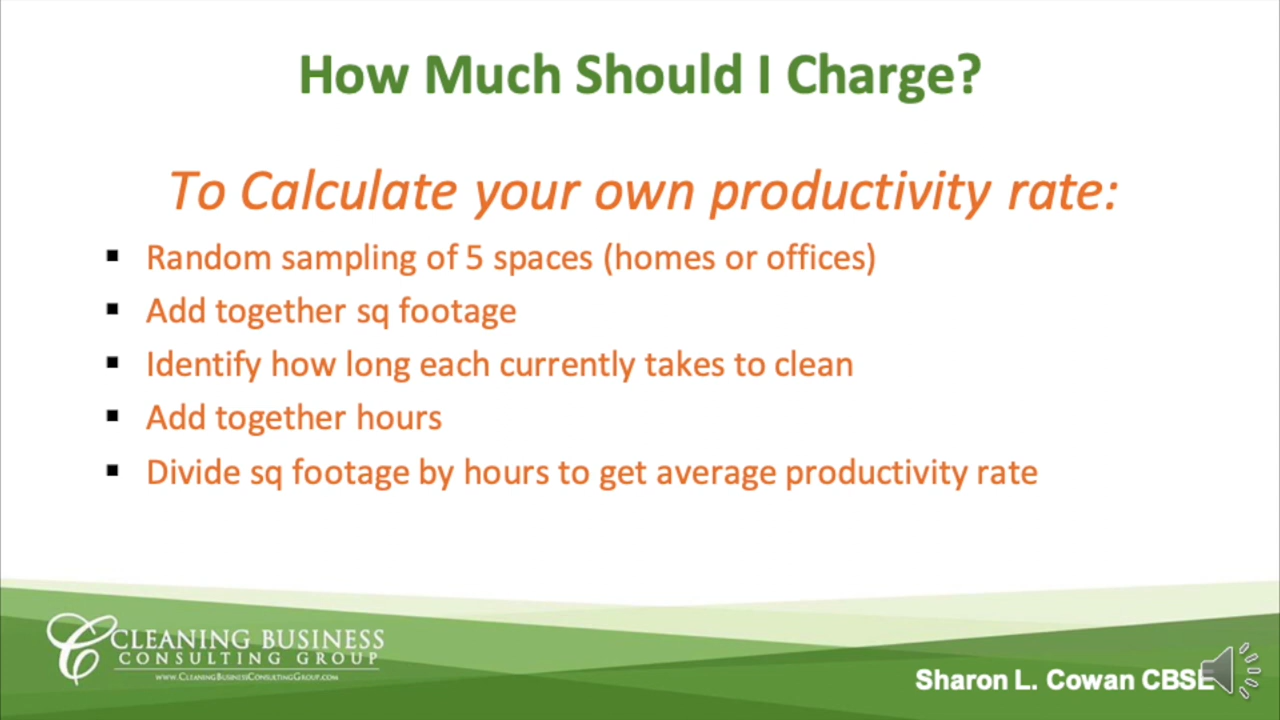 How Much Should I Charge?
To Calculate your own productivity rate:
Random sampling of 5 spaces (homes or offices)
Add together sq footage
Identify how long each currently takes to clean
Add together hours
Divide sq footage by hours to get average productivity rate
CLEANING BUSINESS
CONSULTING GROUP
www.CleaningBusinessConsultingGroup.com
Sharon L. Cowan CBSE